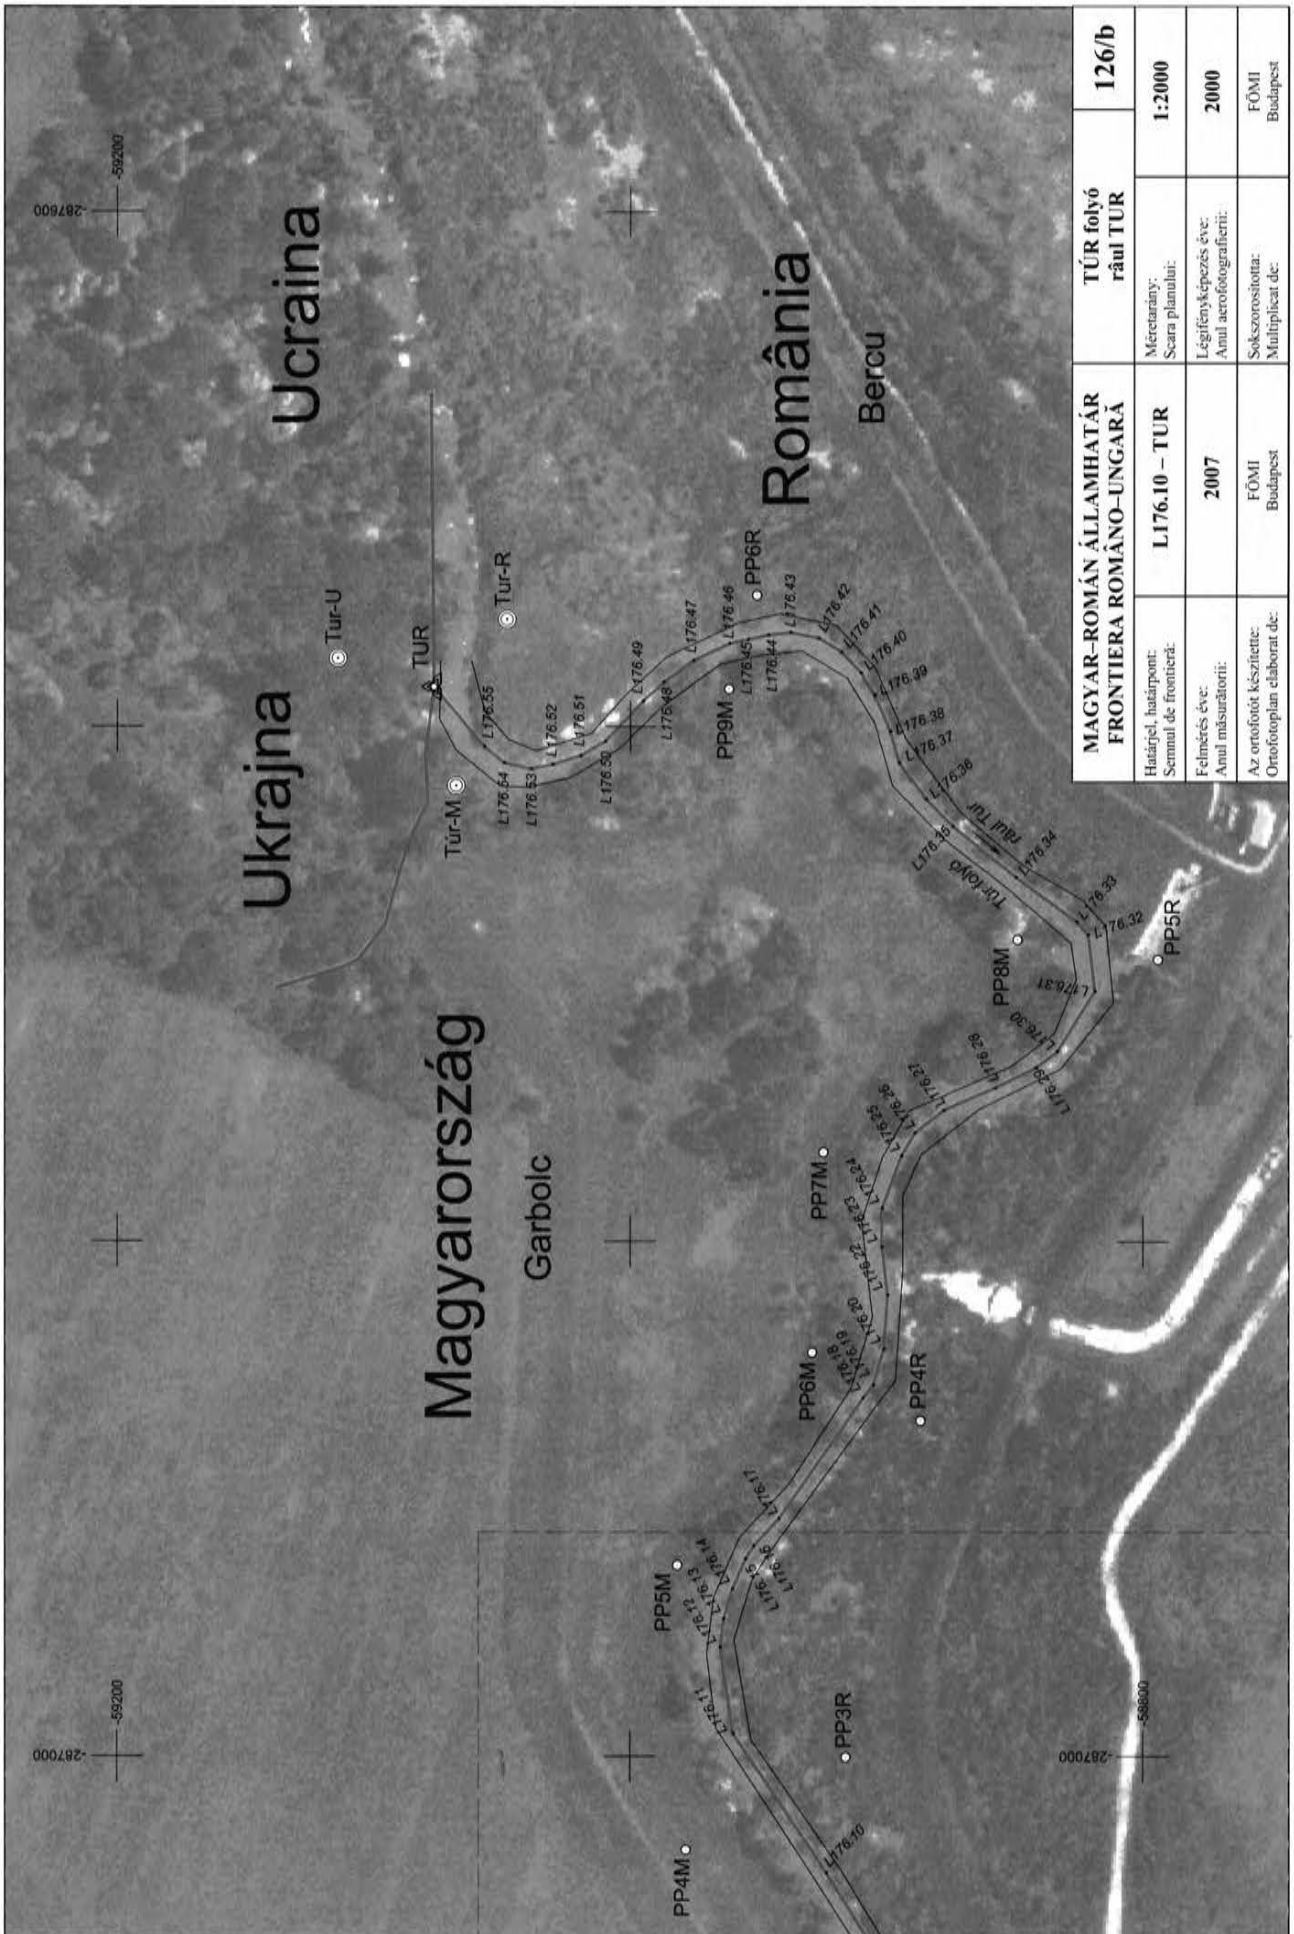 -287600
-59200
Ukrajna
Ucraina
Tur-U
TUR
Túr-M
Tur-R
Magyarország
Garbolc
România
Bercu
L176.55
L176.54
L176.53
L176.52
L176.51
L176.50
L176.49
L176.48
L176.47
L176.46
L176.45
L176.44
L176.43
L176.42
L176.41
L176.40
L176.39
L176.38
L176.37
L176.36
L176.35
L176.34
L176.33
L176.32
L176.31
L176.30
L176.29
L176.28
L176.27
L176.26
L176.25
L176.24
L176.23
L176.22
L176.20
L176.19
L176.18
L176.17
L176.16
L176.15
L176.14
L176.13
L176.12
L176.11
L176.10
Túr folyó
râul Tur
PP9M
PP6R
PP8M
PP5R
PP7M
PP6M
PP4R
PP5M
PP3R
PP4M
-287000
-59200
-287000
-58800
MAGYAR–ROMÁN ÁLLAMHATÁR
FRONTIERA ROMÂNO–UNGARĂ
TÚR folyó
râul TUR
126/b
Határjel, határpont:
Semnul de frontieră:
L176.10 – TUR
Méretarány:
Scara planului:
1:2000
Felmérés éve:
Anul măsurătorii:
2007
Légifényképezés éve:
Anul aerofotografierii:
2000
Az ortofotót készítette:
Ortofotoplan elaborat de:
FÖMI
Budapest
Sokszorosította:
Multiplicat de:
FÖMI
Budapest